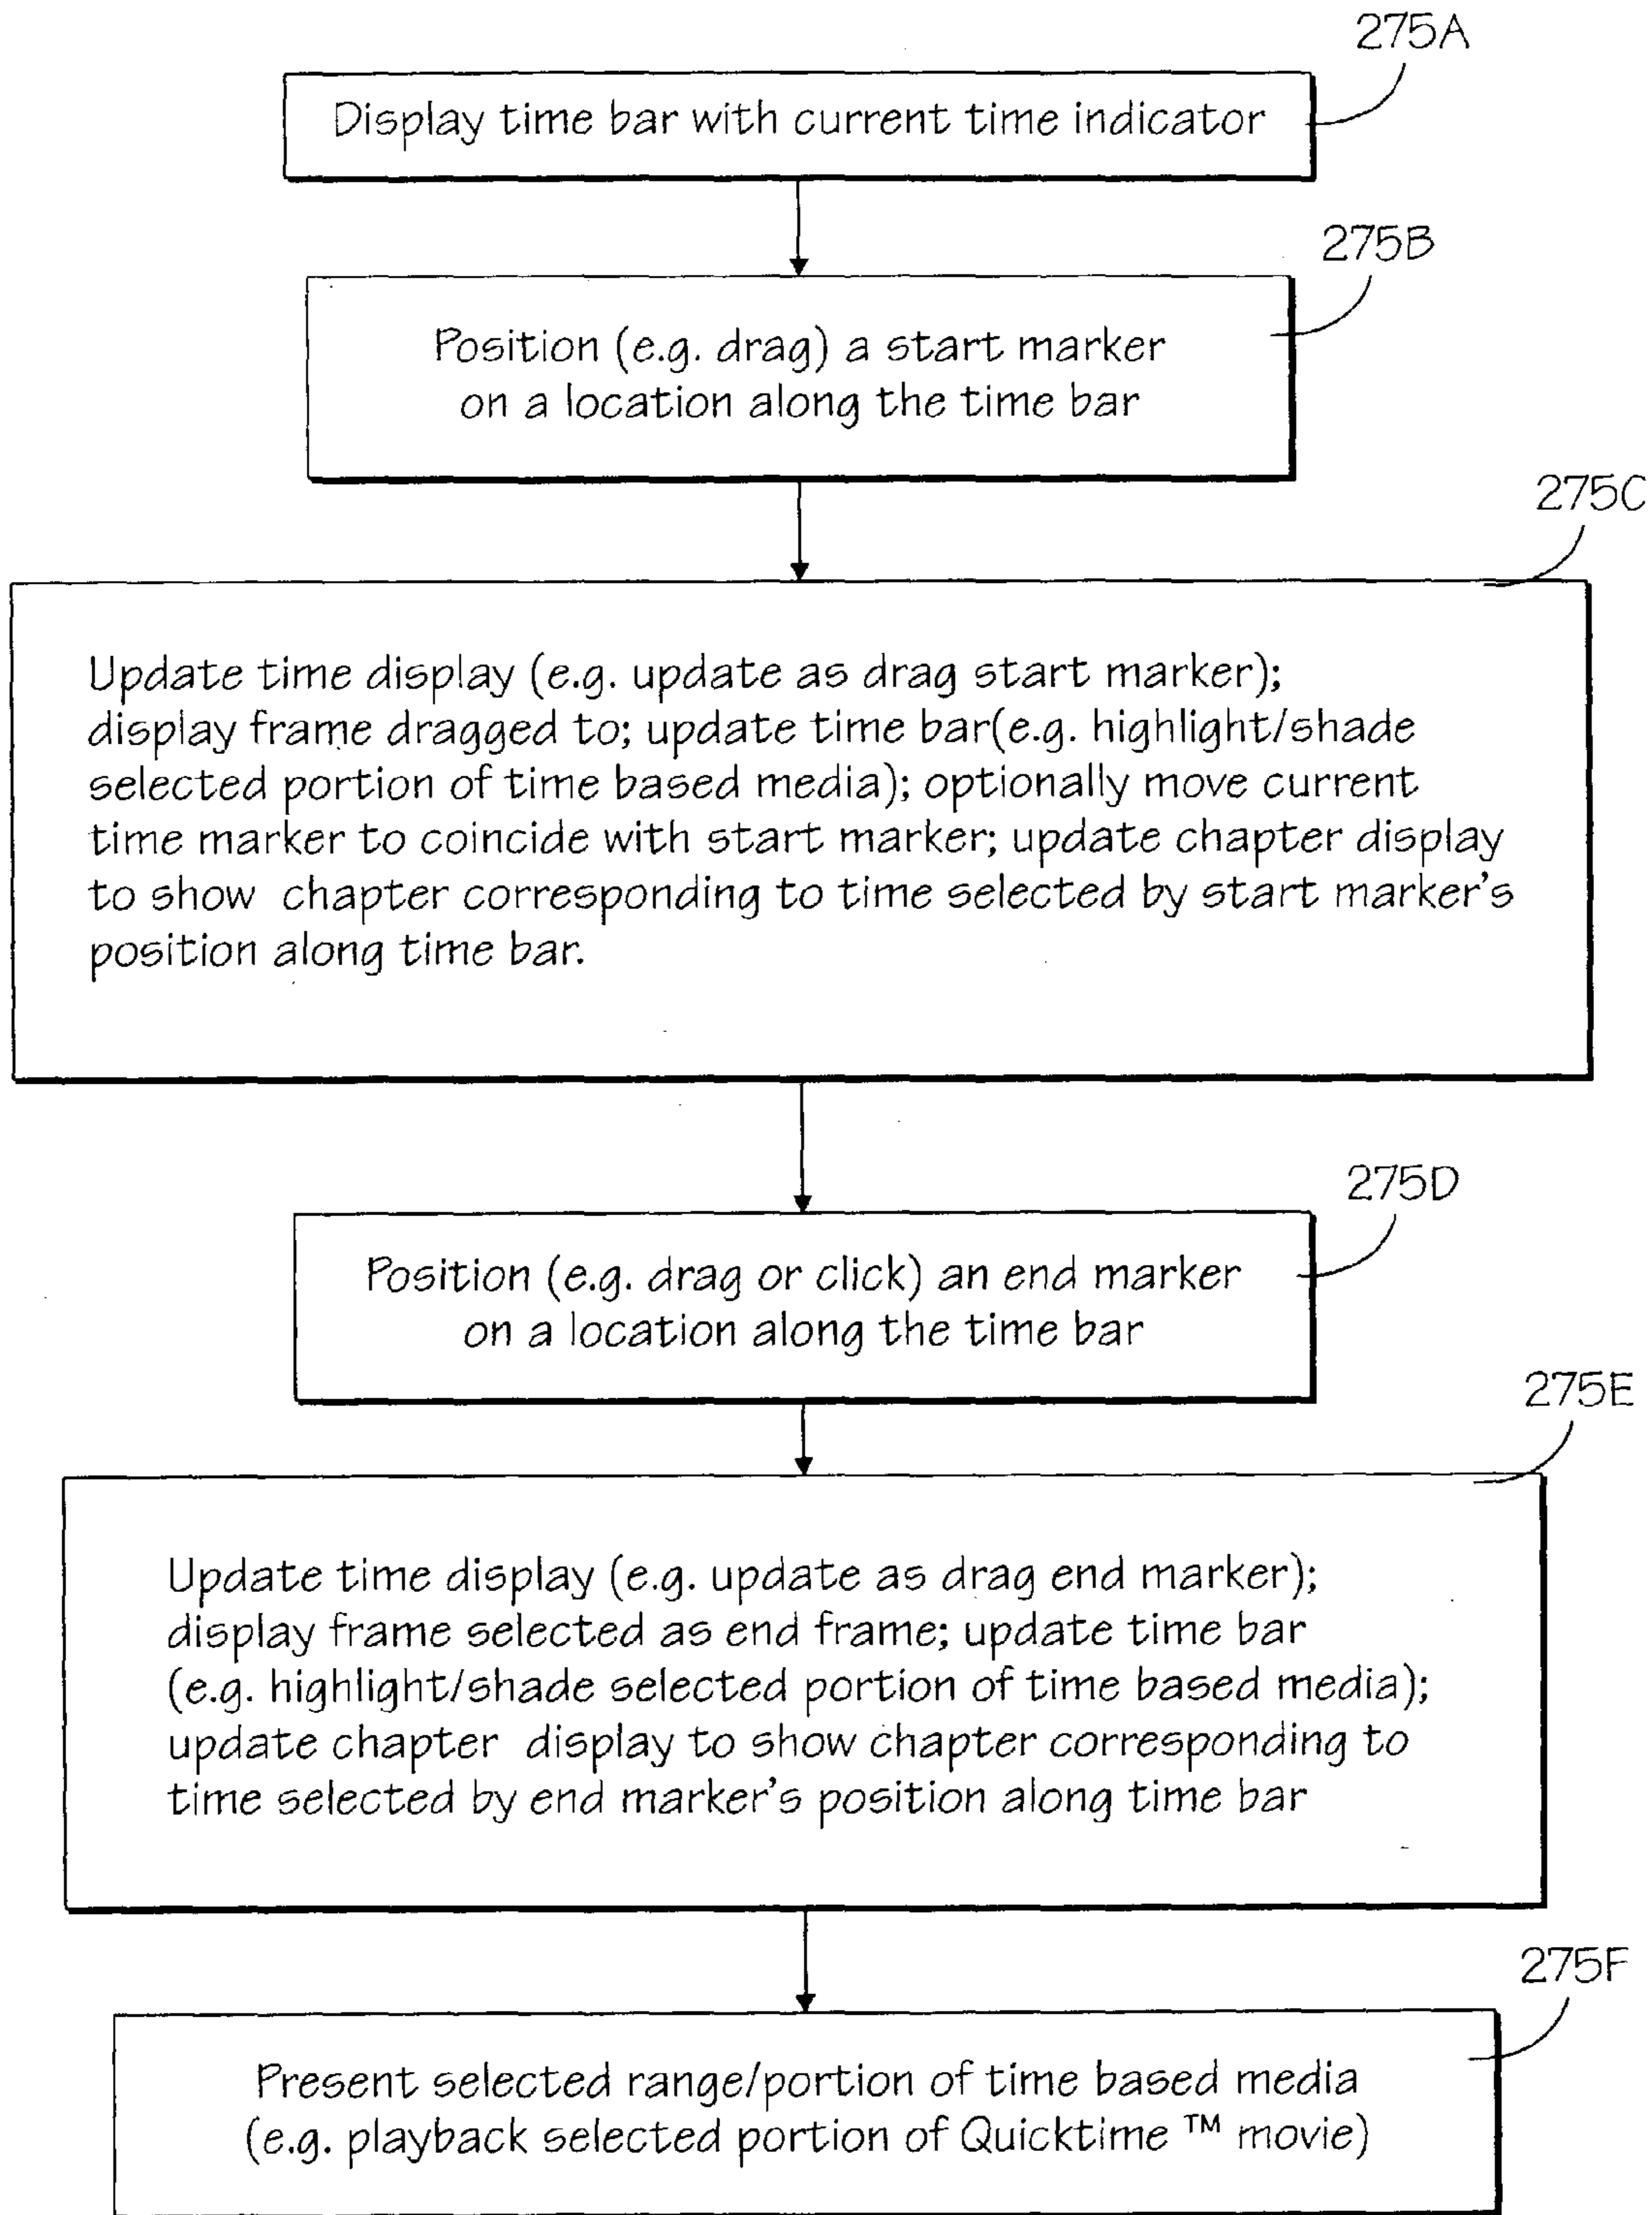 275A
Display time bar with current time indicator
275B
Position (e.g. drag) a start marker
on a location along the time bar
275C
Update time display (e.g. update as drag start marker);
display frame dragged to; update time bar(e.g. highlight/shade
selected portion of time based media); optionally move current
time marker to coincide with start marker; update chapter display
to show chapter corresponding to time selected by start marker's
position along time bar.
275D
Position (e.g. drag or click) an end marker
on a location along the time bar
275E
Update time display (e.g. update as drag end marker);
display frame selected as end frame; update time bar
(e.g. highlight/shade selected portion of time based media);
update chapter display to show chapter corresponding to
time selected by end marker's position along time bar
275F
Present selected range/portion of time based media
(e.g. playback selected portion of Quicktime ™ movie)